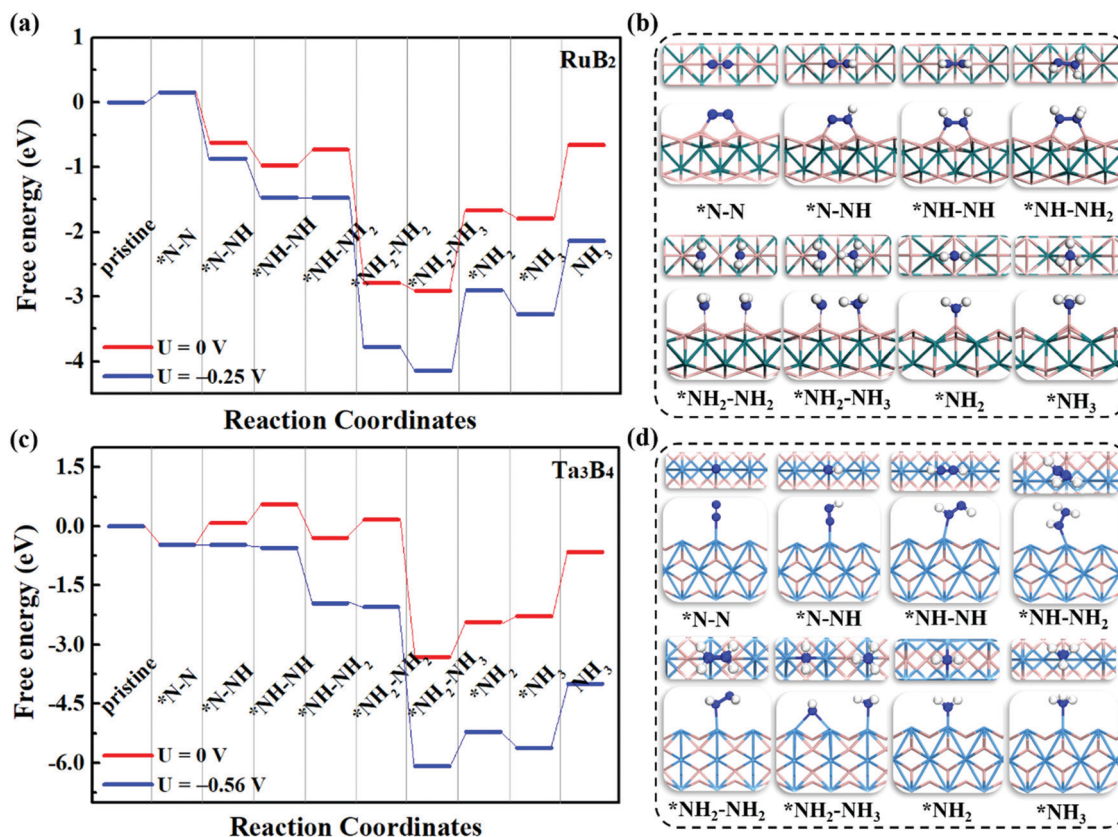 (a)
RuB₂
1
0
-1
-2
-3
-4
Free energy (eV)
pristine
*N-N
*N-NH
*NH-NH
*NH-NH₂
*NH₂-NH₂
*NH₂-NH₃
*NH₂
*NH₃
NH₃
U = 0 V
U = –0.25 V
Reaction Coordinates
(b)
*N-N
*N-NH
*NH-NH
*NH-NH₂
*NH₂-NH₂
*NH₂-NH₃
*NH₂
*NH₃
(c)
Ta₃B₄
1.5
0.0
-1.5
-3.0
-4.5
-6.0
Free energy (eV)
pristine
*N-N
*N-NH
*NH-NH
*NH-NH₂
*NH₂-NH₂
*NH₂-NH₃
*NH₂
*NH₃
NH₃
U = 0 V
U = –0.56 V
Reaction Coordinates
(d)
*N-N
*N-NH
*NH-NH
*NH-NH₂
*NH₂-NH₂
*NH₂-NH₃
*NH₂
*NH₃